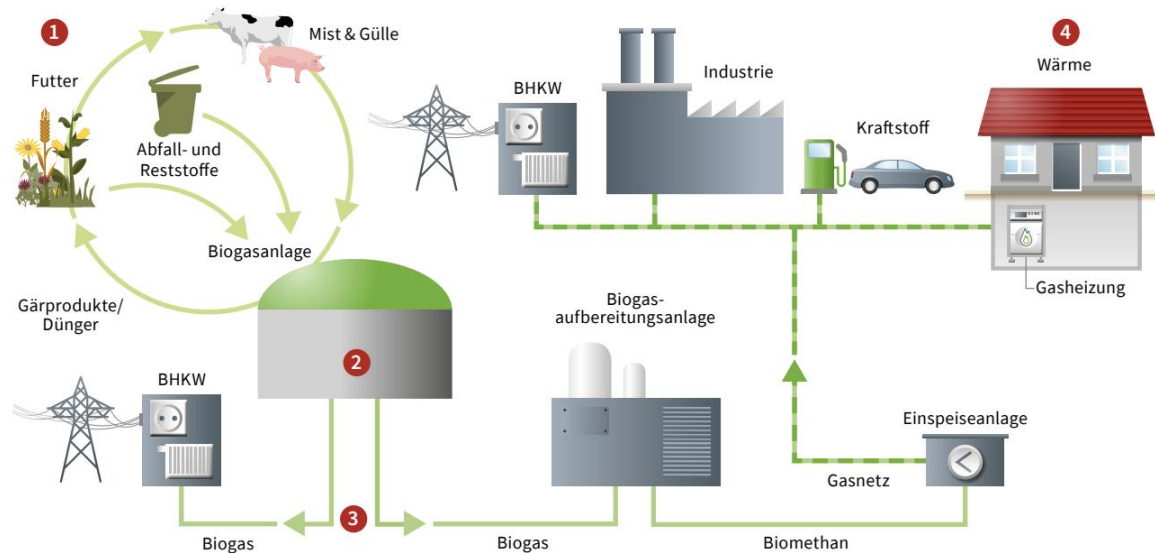 1
Futter
Mist & Gülle
Abfall- und
Reststoffe
Biogasanlage
Gärprodukte/
Dünger
2
BHKW
3
Biogas
Biogas
Biogas-
aufbereitungsanlage
Biomethan
Einspeiseanlage
Gasnetz
BHKW
Industrie
Kraftstoff
4
Wärme
Gasheizung